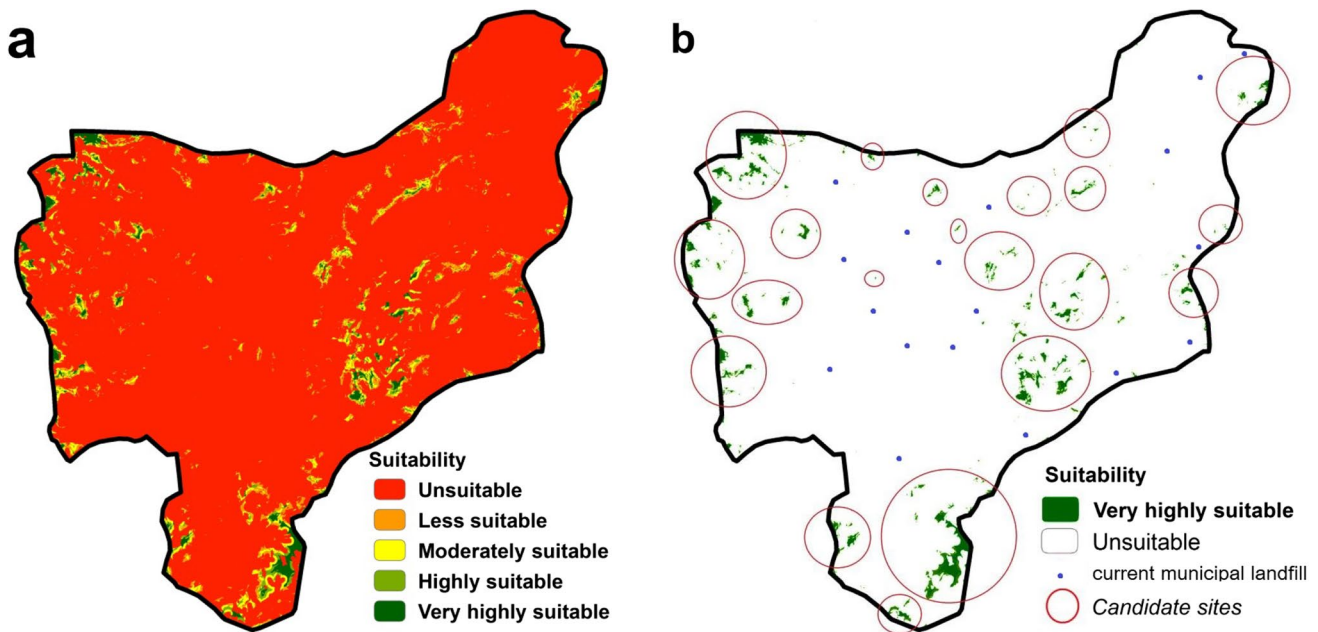 a
Suitability
Unsuitable
Less suitable
Moderately suitable
Highly suitable
Very highly suitable
b
Suitability
Very highly suitable
Unsuitable
current municipal landfill
Candidate sites